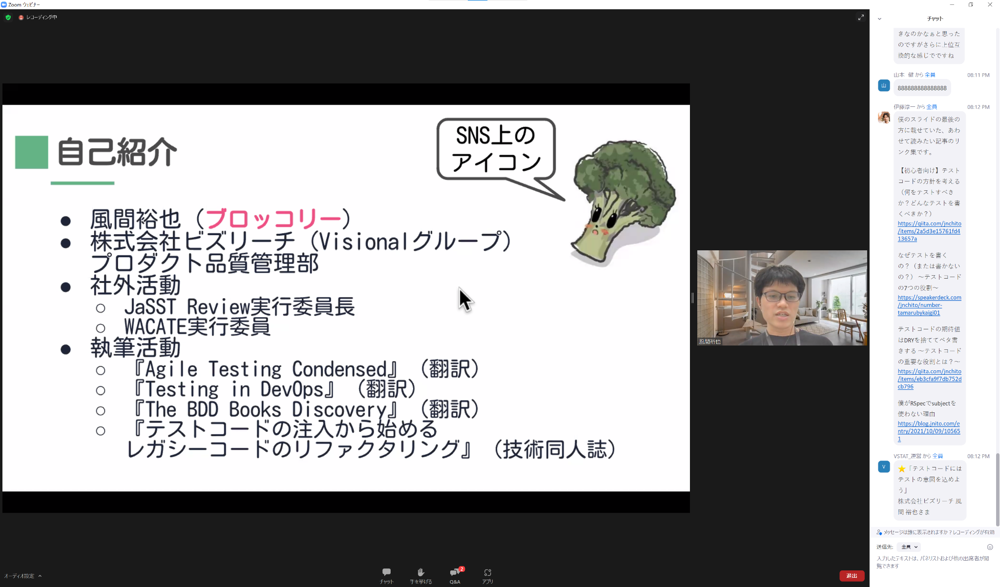 Zoom ウェビナー
レコーディング中
自己紹介
SNS上の
アイコン
● 風間裕也（ブロッコリー）
● 株式会社ビズリーチ（Visionalグループ）
プロダクト品質管理部
● 社外活動
○ JaSST Review実行委員長
○ WACATE実行委員
● 執筆活動
○ 『Agile Testing Condensed』（翻訳）
○ 『Testing in DevOps』（翻訳）
○ 『The BDD Books Discovery』（翻訳）
○ 『テストコードの注入から始める
レガシーコードのリファクタリング』（技術同人誌）
風間裕也
チャット
きなのかなぁと思った
のですがさらに上位互
換的な感じでですね
山本 健 から 全員 08:11 PM
山
888888888888888
伊藤淳一 から 全員 08:12 PM
僕のスライドの最後の
方に載せていた、あわ
せて読みたい記事のリ
ンク集です。
【初心者向け】テスト
コードの方針を考える
（何をテストすべき
か？どんなテストを書
くべきか？）
https://qiita.com/jnchito
/items/2a5d3e15761fd4
13657a
なぜテストを書く
の？（または書かない
の？） ～テストコード
の7つの役割～
https://speakerdeck.com
/jnchito/number-
tamarubykaigi01
テストコードの期待値
はDRYを捨ててベタ書
きする ～テストコード
の重要な役割とは？～
https://qiita.com/jnchito
/items/eb3cfa9f7db752d
cb796
僕がRSpecでsubjectを
使わない理由
https://blog.jnito.com/e
ntry/2021/10/09/10565
1
VSTAT_運営 から 全員 08:12 PM
V
⭐「テストコードには
テストの意図を込めよ
う」
株式会社ビズリーチ 風
間 裕也さま
メッセージは誰に表示されますか？レコーディングが有効
送信先: 全員
入力したテキストは、パネリストおよび他の出席者が閲
覧できます
オーディオ設定
チャット
手を挙げる
2
Q&A
アプリ
退出